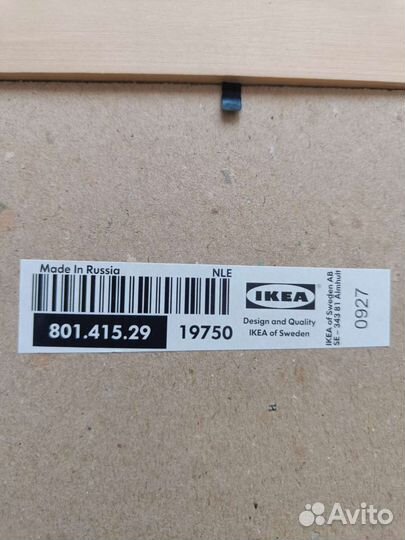 Made In Russia
NLE
801.415.29
19750
IKEA
Design and Quality
IKEA of Sweden
IKEA of Sweden AB
SE – 343 81 Älmhult
0927
Avito